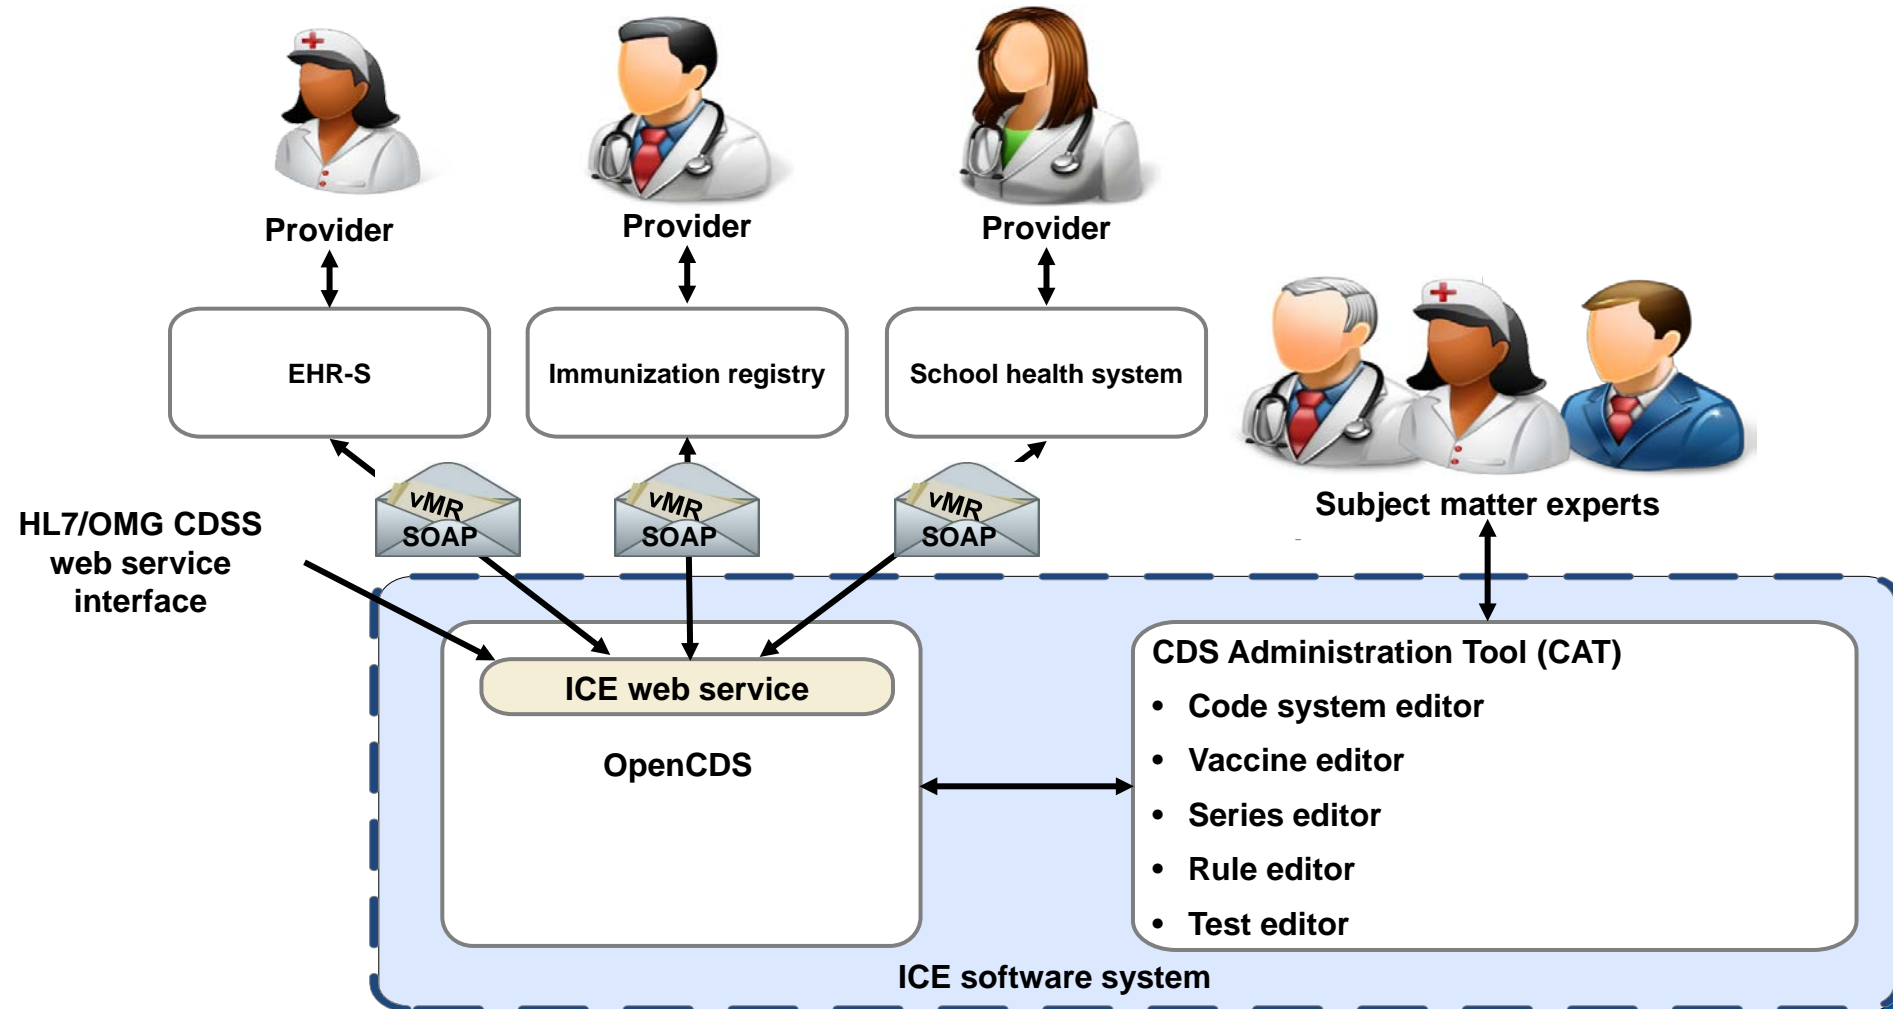 Provider
Provider
Provider
EHR-S
Immunization registry
School health system
vMR
SOAP
vMR
SOAP
vMR
SOAP
Subject matter experts
HL7/OMG CDSS
web service
interface
ICE web service
OpenCDS
CDS Administration Tool (CAT)
• Code system editor
• Vaccine editor
• Series editor
• Rule editor
• Test editor
ICE software system